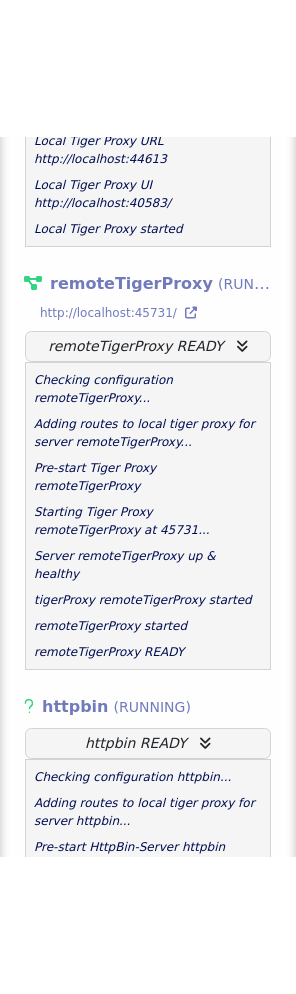 Local Tiger Proxy URL
http://localhost:44613
Local Tiger Proxy UI
http://localhost:40583/
Local Tiger Proxy started
remoteTigerProxy (RUN...
http://localhost:45731/
remoteTigerProxy READY
Checking configuration
remoteTigerProxy...
Adding routes to local tiger proxy for
server remoteTigerProxy...
Pre-start Tiger Proxy
remoteTigerProxy
Starting Tiger Proxy
remoteTigerProxy at 45731...
Server remoteTigerProxy up &
healthy
tigerProxy remoteTigerProxy started
remoteTigerProxy started
remoteTigerProxy READY
? httpbin (RUNNING)
httpbin READY
Checking configuration httpbin...
Adding routes to local tiger proxy for
server httpbin...
Pre-start HttpBin-Server httpbin